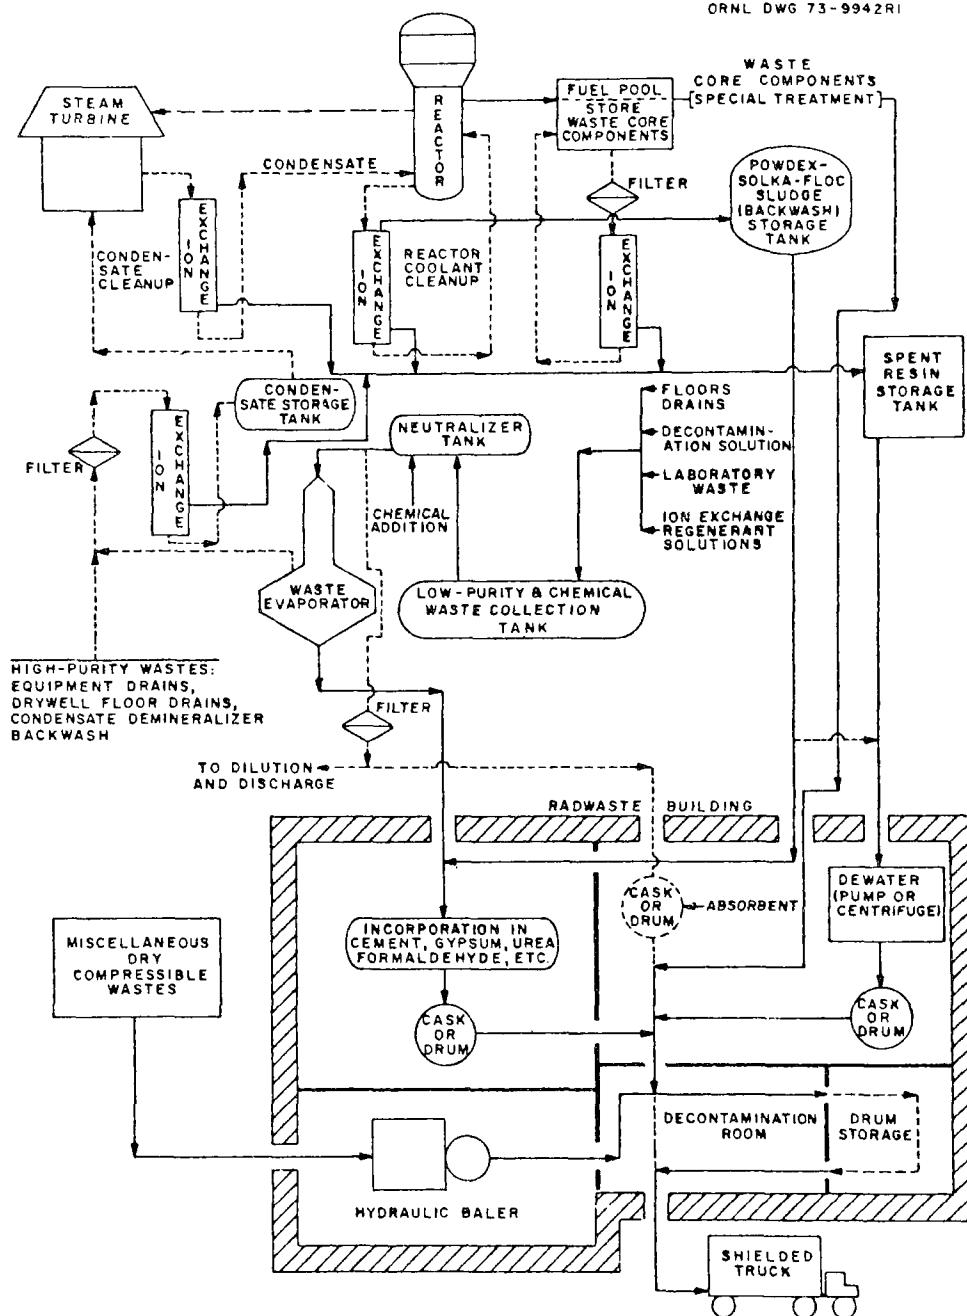 ORNL DWG 73-9942R1
WASTE
CORE COMPONENTS
[SPECIAL TREATMENT]
STEAM
TURBINE
REACTOR
FUEL POOL
STORE
WASTE CORE
COMPONENTS
CONDENSATE
FILTER
POWDEX-
SOLKA-FLOC
SLUDGE
(BACKWASH)
STORAGE
TANK
CONDEN-
SATE
CLEANUP
ION
EXCHANGE
ION
EXCHANGE
REACTOR
COOLANT
CLEANUP
ION
EXCHANGE
SPENT
RESIN
STORAGE
TANK
CONDEN-
SATE STORAGE
TANK
FILTER
ION
EXCHANGE
NEUTRALIZER
TANK
CHEMICAL
ADDITION
FLOORS
DRAINS
DECONTAMIN-
ATION SOLUTION
LABORATORY
WASTE
ION EXCHANGE
REGENERANT
SOLUTIONS
WASTE
EVAPORATOR
LOW-PURITY & CHEMICAL
WASTE COLLECTION
TANK
HIGH-PURITY WASTES:
EQUIPMENT DRAINS,
DRYWELL FLOOR DRAINS,
CONDENSATE DEMINERALIZER
BACKWASH
FILTER
TO DILUTION
AND DISCHARGE
RADWASTE BUILDING
MISCELLANEOUS
DRY
COMPRESSIBLE
WASTES
INCORPORATION IN
CEMENT, GYPSUM, UREA
FORMALDEHYDE, ETC.
CASK
OR
DRUM
CASK
OR
DRUM
ABSORBENT
DEWATER
(PUMP OR
CENTRIFUGE)
CASK
OR
DRUM
DECONTAMINATION
ROOM
DRUM
STORAGE
HYDRAULIC BALER
SHIELDED
TRUCK